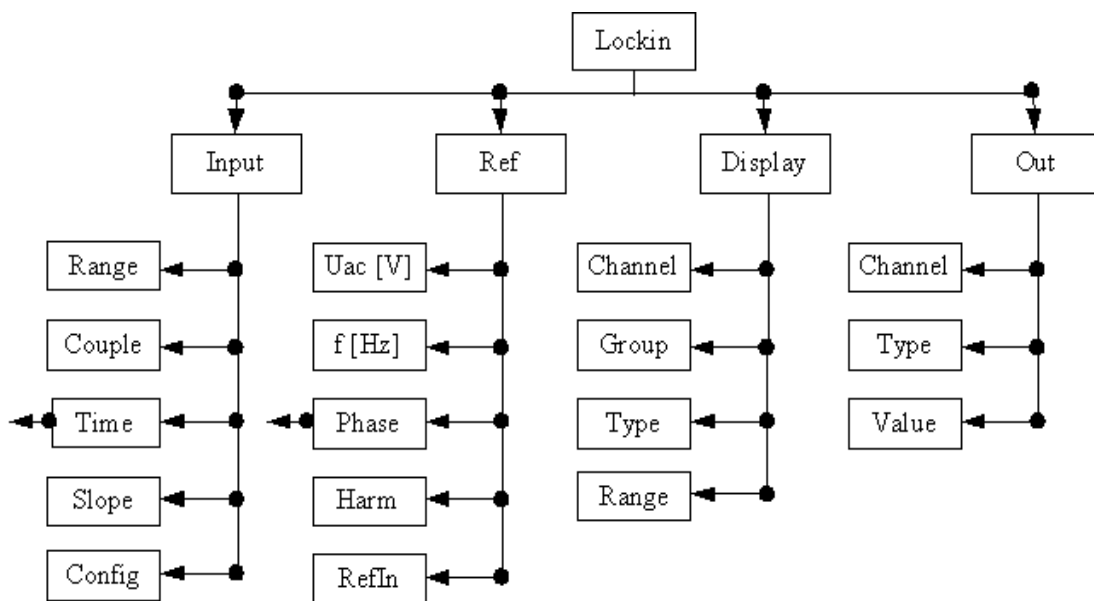 Lockin
Input
Ref
Display
Out
Range
Uac [V]
Channel
Channel
Couple
f [Hz]
Group
Type
Time
Phase
Type
Value
Slope
Harm
Range
Config
RefIn